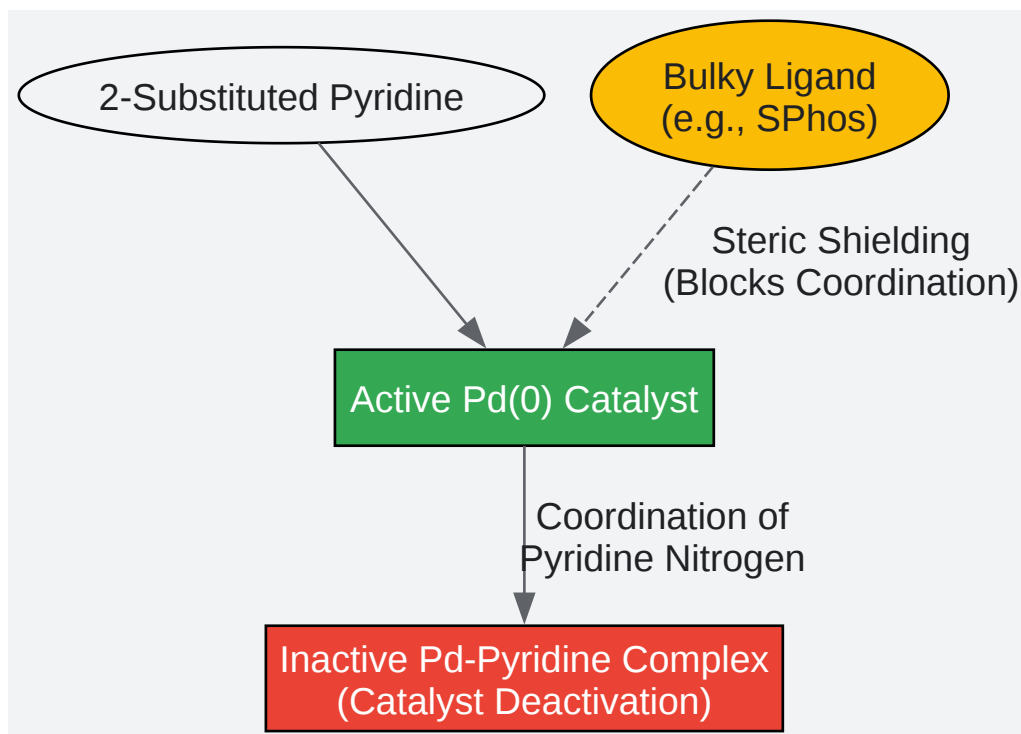 2-Substituted Pyridine
Bulky Ligand
(e.g., SPhos)
Steric Shielding
(Blocks Coordination)
Active Pd(0) Catalyst
Coordination of
Pyridine Nitrogen
Inactive Pd-Pyridine Complex
(Catalyst Deactivation)